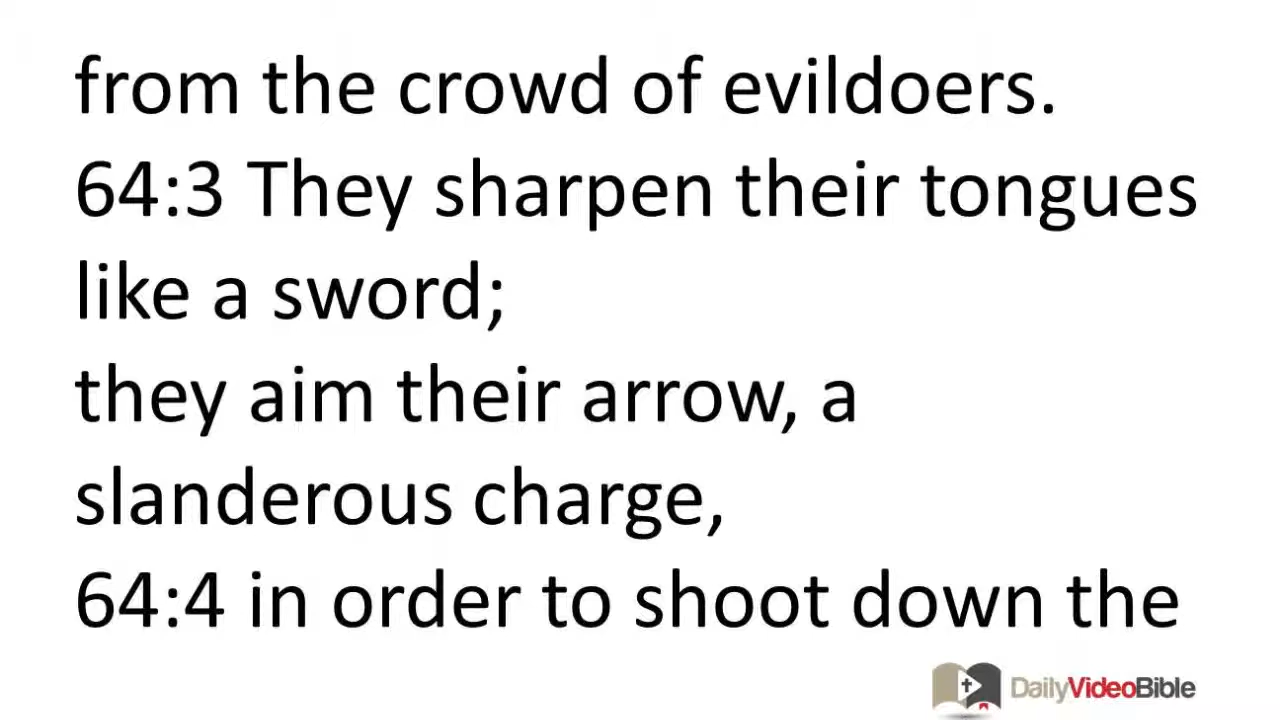 from the crowd of evildoers.
64:3 They sharpen their tongues
like a sword;
they aim their arrow, a
slanderous charge,
64:4 in order to shoot down the
DailyVideoBible